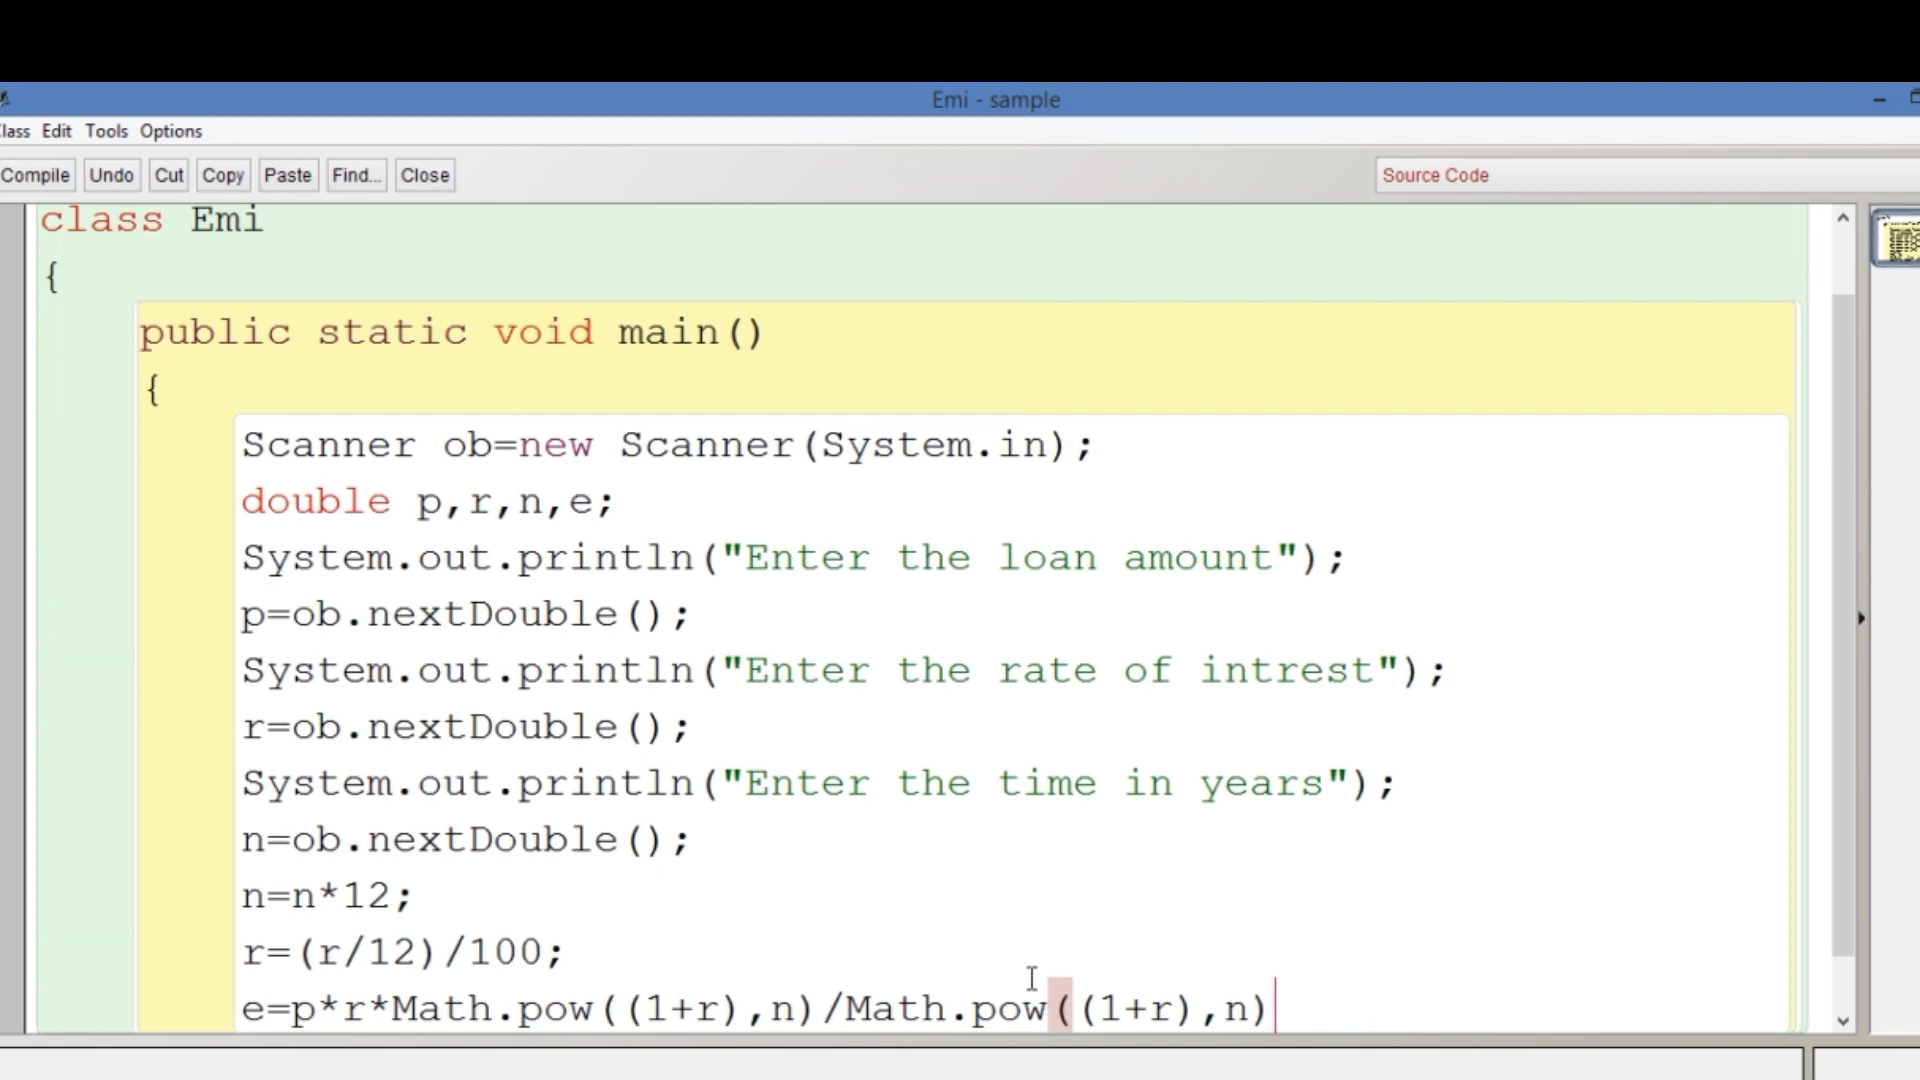 Emi - sample
lass Edit Tools Options
Compile Undo Cut Copy Paste Find... Close Source Code
class Emi
{
public static void main()
{
Scanner ob=new Scanner(System.in);
double p,r,n,e;
System.out.println("Enter the loan amount");
p=ob.nextDouble();
System.out.println("Enter the rate of intrest");
r=ob.nextDouble();
System.out.println("Enter the time in years");
n=ob.nextDouble();
n=n*12;
r=(r/12)/100;
e=p*r*Math.pow((1+r),n)/Math.pow((1+r),n)